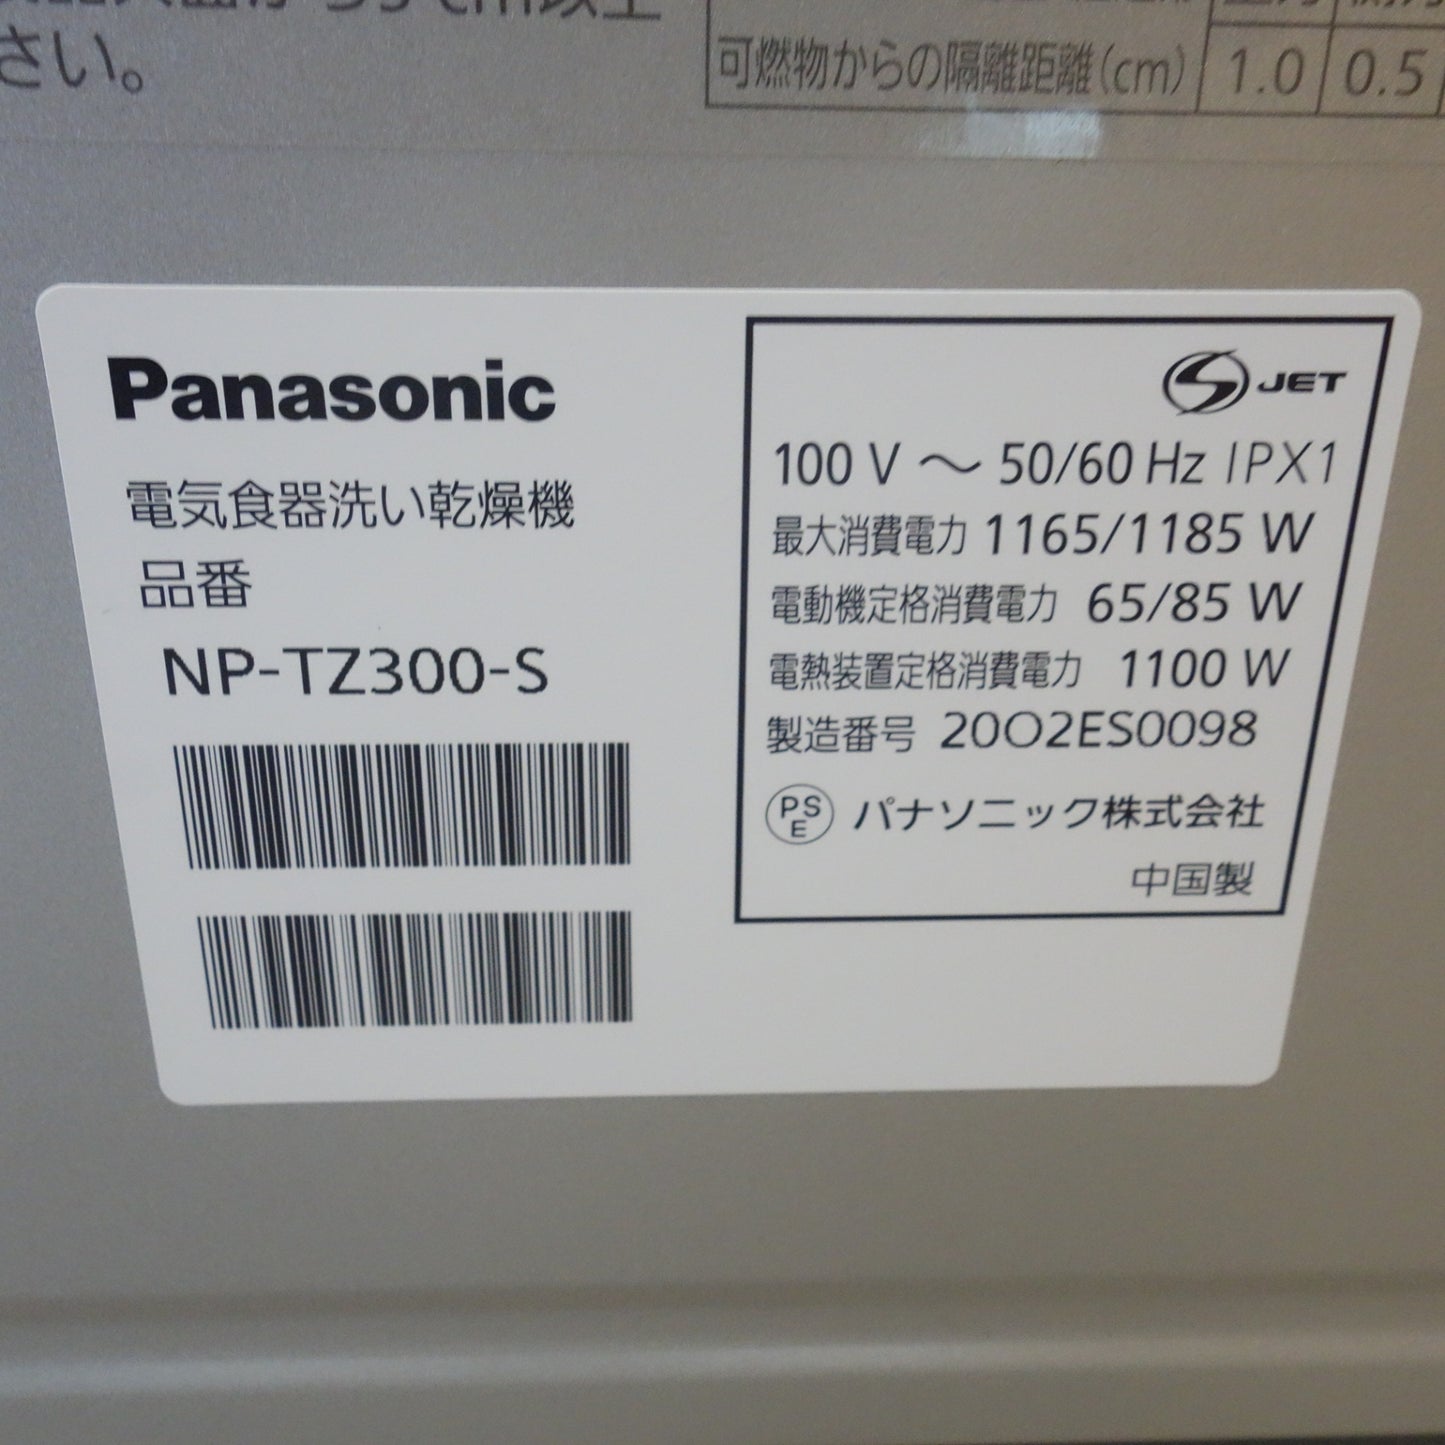 cm以上
さい。
可燃物からの隔離距離(cm) 1.0 0.5
Panasonic
電気食器洗い乾燥機
品番
NP-TZ300-S
JET
100 V ～ 50/60 Hz IPX1
最大消費電力 1165/1185 W
電動機定格消費電力 65/85 W
電熱装置定格消費電力 1100 W
製造番号 20O2ES0098
PSE パナソニック株式会社
中国製